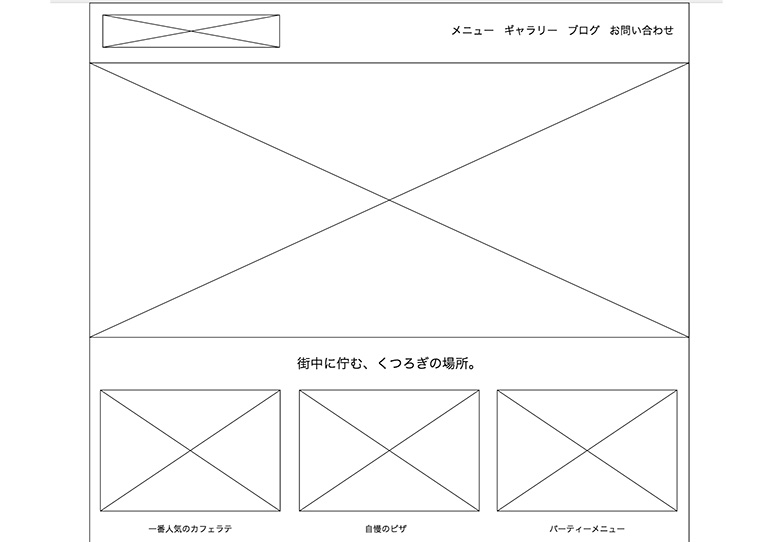 メニュー ギャラリー ブログ お問い合わせ
街中に佇む、くつろぎの場所。
一番人気のカフェラテ 自慢のピザ パーティーメニュー